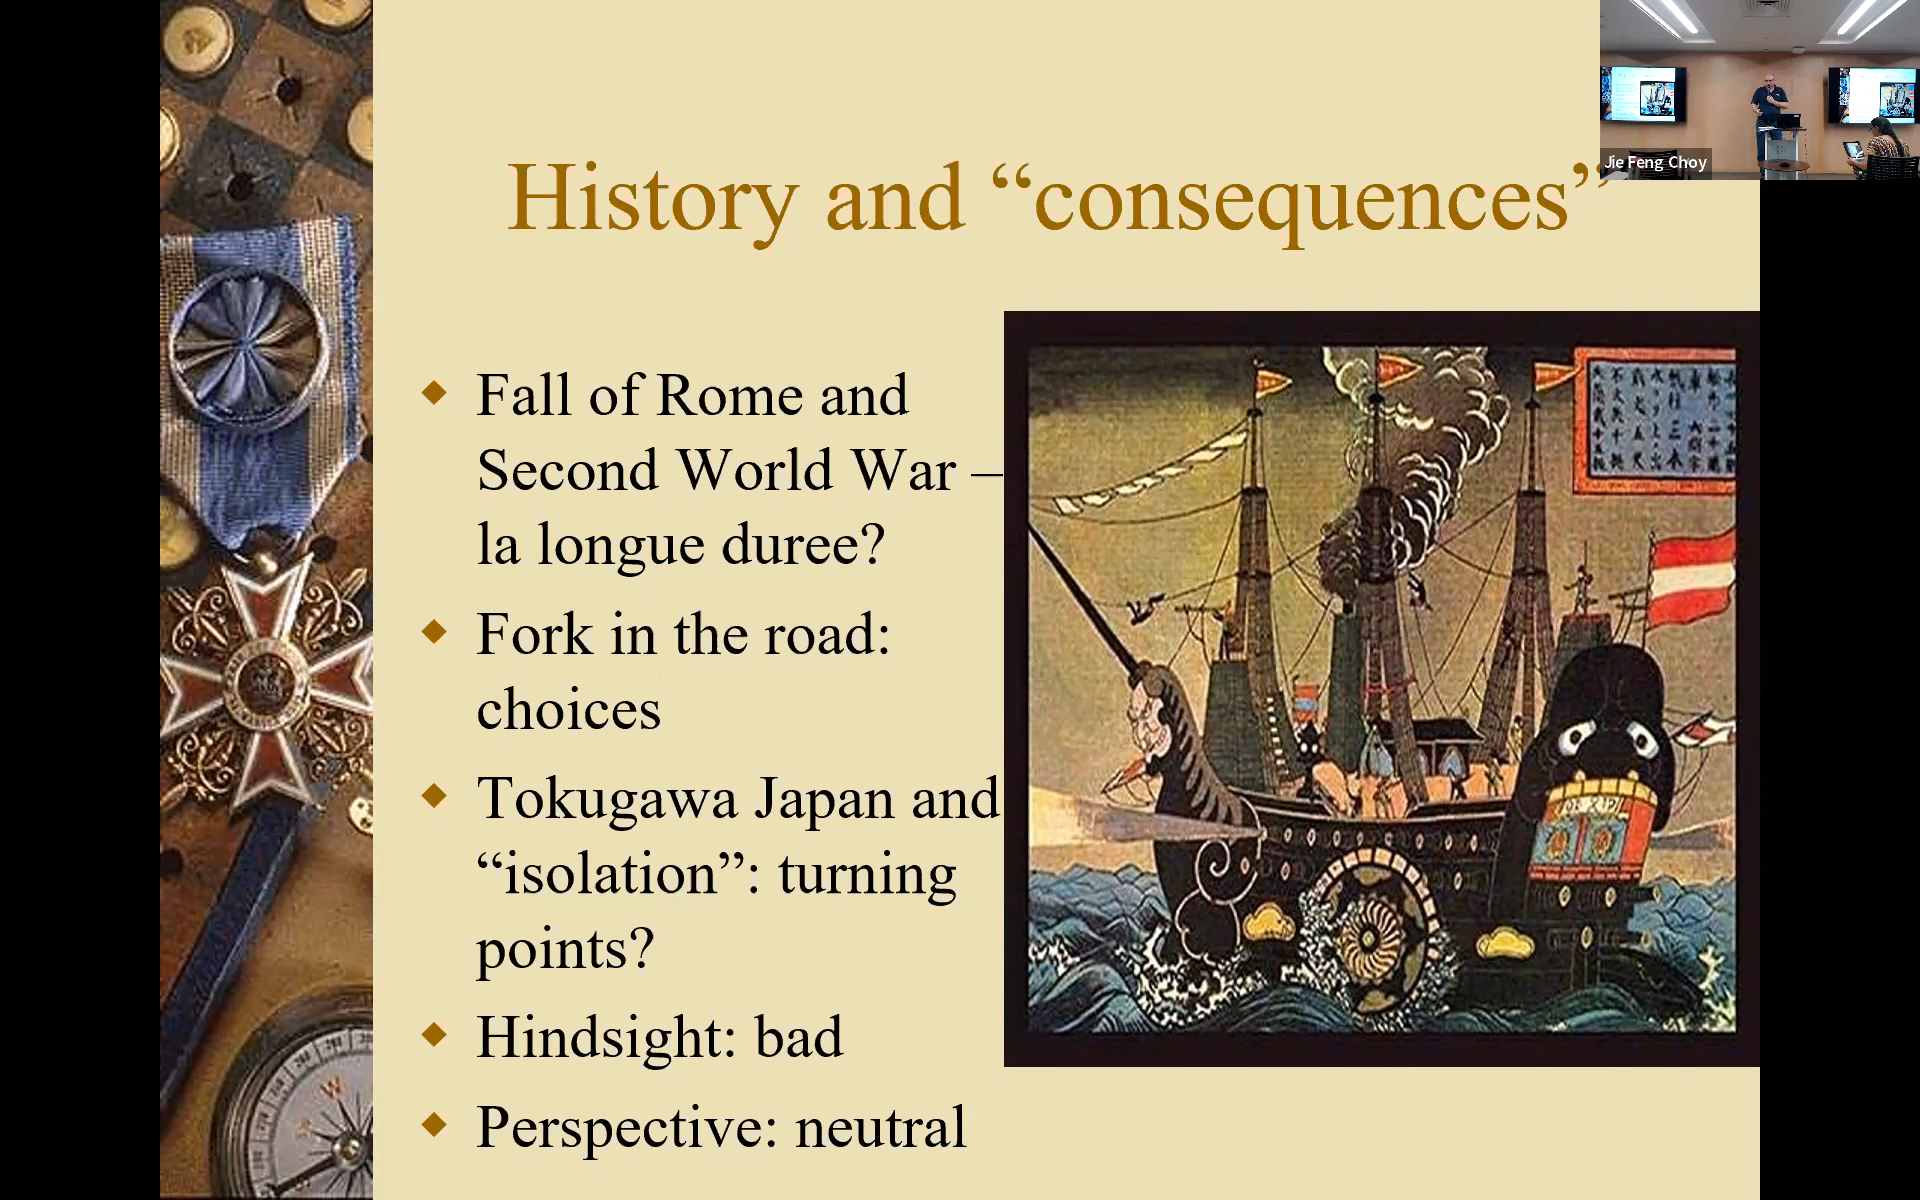 Jie Feng Choy
History and “consequences”
Fall of Rome and
Second World War –
la longue duree?
Fork in the road:
choices
Tokugawa Japan and
“isolation”: turning
points?
Hindsight: bad
Perspective: neutral